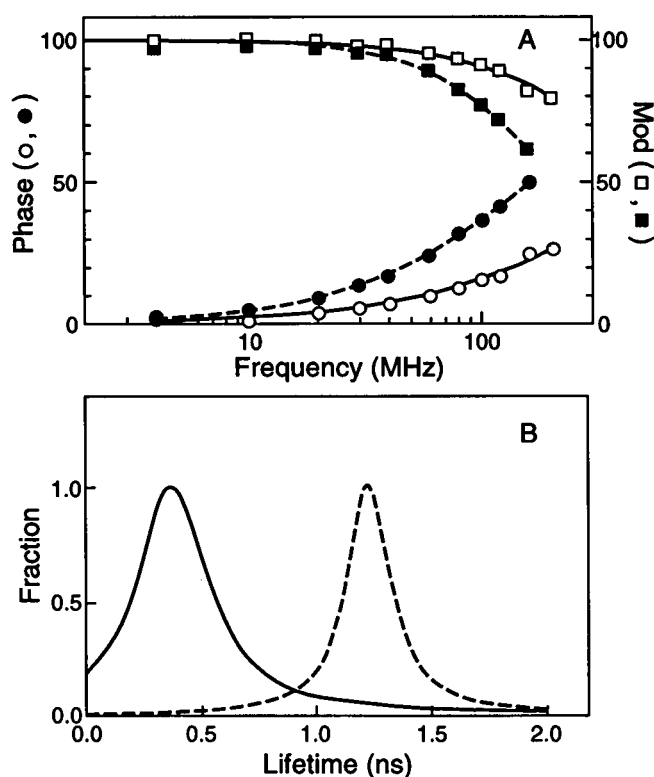 A
100
50
0
Phase (○, ●)
100
50
0
Mod (□, ■)
10
100
Frequency (MHz)
B
1.0
0.5
0.0
Fraction
0.0
0.5
1.0
1.5
2.0
Lifetime (ns)